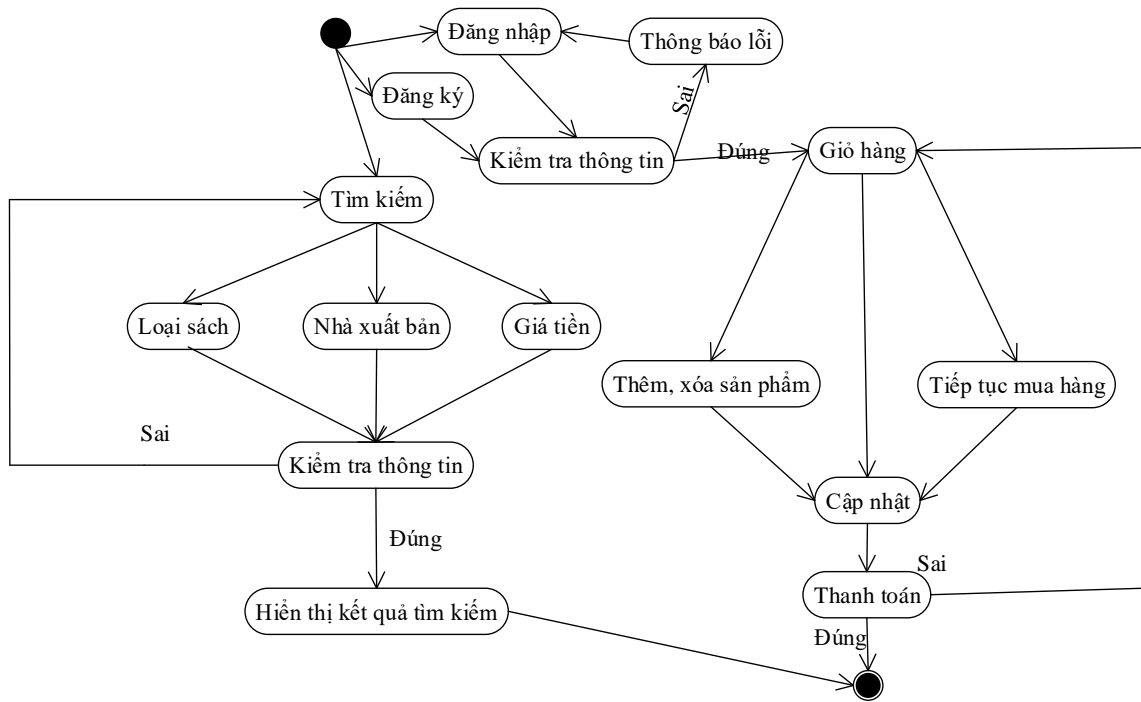 Đăng nhập
Thông báo lỗi
Đăng ký
Sai
Kiểm tra thông tin
Đúng
Giỏ hàng
Tìm kiếm
Loại sách
Nhà xuất bản
Giá tiền
Thêm, xóa sản phẩm
Tiếp tục mua hàng
Sai
Kiểm tra thông tin
Cập nhật
Đúng
Sai
Thanh toán
Hiển thị kết quả tìm kiếm
Đúng